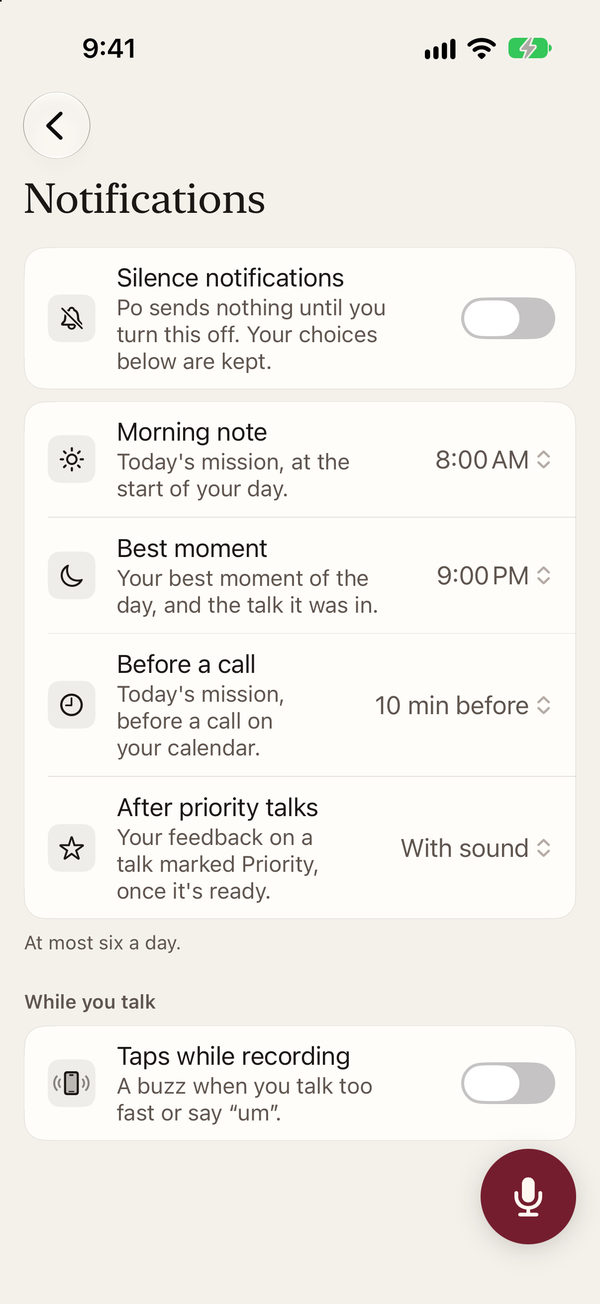 9:41
Notifications
Silence notifications
Po sends nothing until you
turn this off. Your choices
below are kept.
Morning note
Today's mission, at the
start of your day.
8:00 AM
Best moment
Your best moment of the
day, and the talk it was in.
9:00 PM
Before a call
Today's mission,
before a call on
your calendar.
10 min before
After priority talks
Your feedback on a
talk marked Priority,
once it's ready.
With sound
At most six a day.
While you talk
Taps while recording
A buzz when you talk too
fast or say “um”.